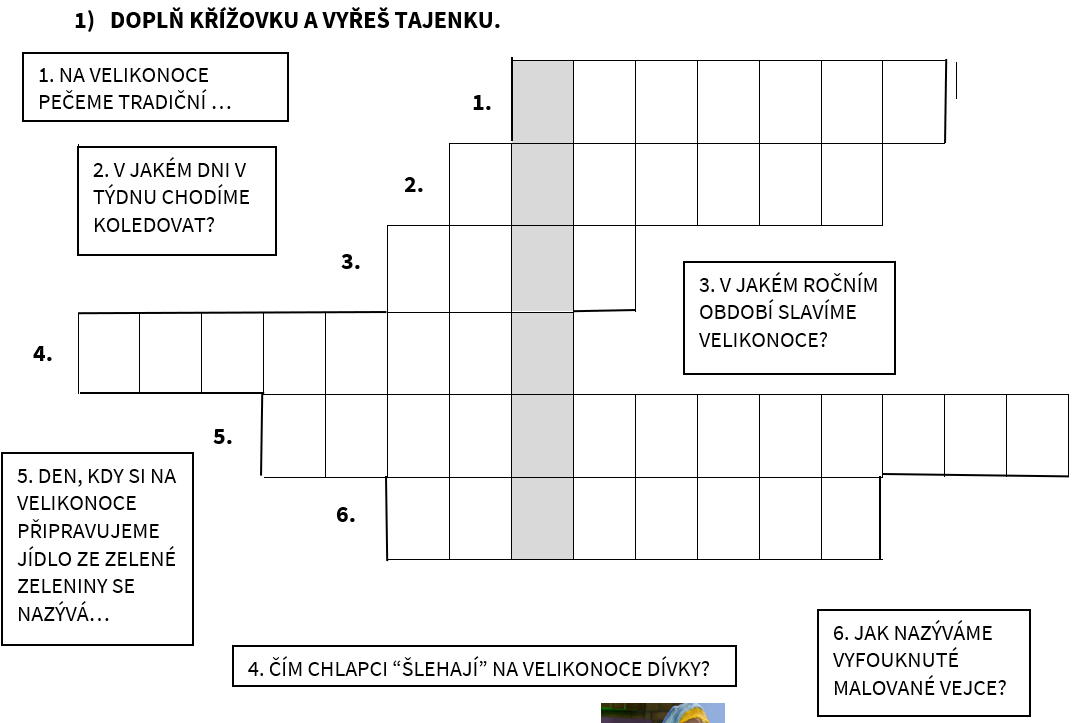 1) DOPLŇ KŘÍŽOVKU A VYŘEŠ TAJENKU.
1. NA VELIKONOCE
PEČEME TRADIČNÍ …
1.
2. V JAKÉM DNI V
TÝDNU CHODÍME
KOLEDOVAT?
2.
3.
3. V JAKÉM ROČNÍM
OBDOBÍ SLAVÍME
VELIKONOCE?
4.
5.
5. DEN, KDY SI NA
VELIKONOCE
PŘIPRAVUJEME
JÍDLO ZE ZELENÉ
ZELENINY SE
NAZÝVÁ…
6.
4. ČÍM CHLAPCI “ŠLEHAJÍ” NA VELIKONOCE DÍVKY?
6. JAK NAZÝVÁME
VYFOUKNUTÉ
MALOVANÉ VEJCE?